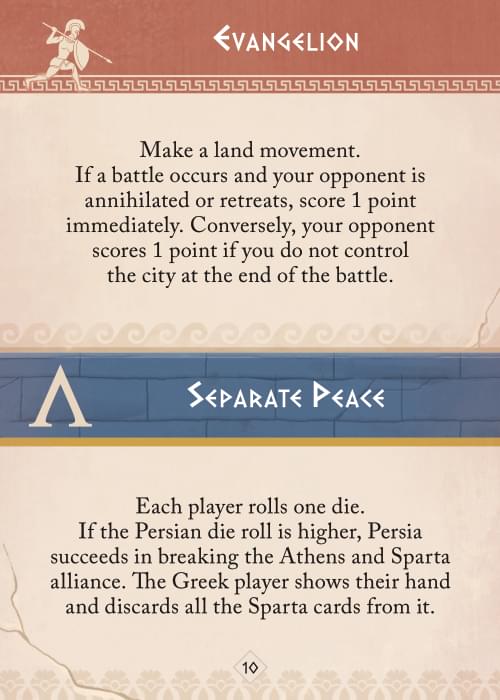 Evangelion
Make a land movement.
If a battle occurs and your opponent is
annihilated or retreats, score 1 point
immediately. Conversely, your opponent
scores 1 point if you do not control
the city at the end of the battle.
Λ
Separate Peace
Each player rolls one die.
If the Persian die roll is higher, Persia
succeeds in breaking the Athens and Sparta
alliance. The Greek player shows their hand
and discards all the Sparta cards from it.
10